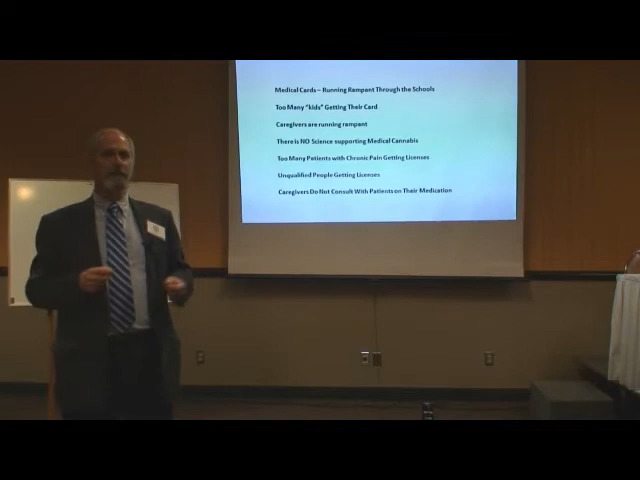 Medical Cards – Running Rampant Through the Schools
Too Many "kids" Getting Their Card
Caregivers are running rampant
There is NO Science supporting Medical Cannabis
Too Many Patients with Chronic Pain Getting Licenses
Unqualified People Getting Licenses
Caregivers Do Not Consult With Patients on Their Medication